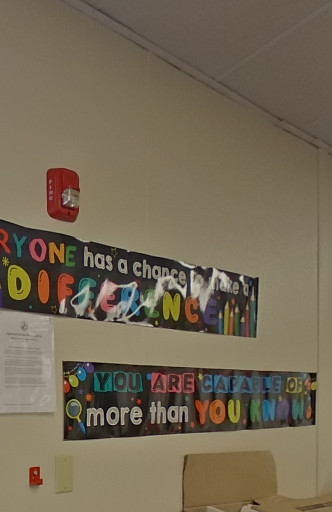 FIRE
RYONE has a chance to make a
DIFFERENCE
YOU ARE CAPABLE OF
more than YOU KNOW